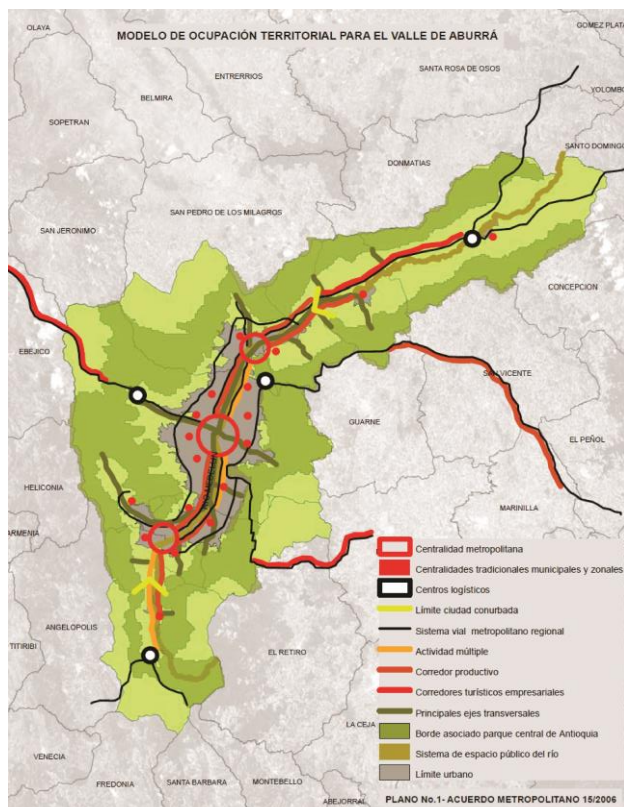 OLAYA
GOMEZ PLATA
MODELO DE OCUPACIÓN TERRITORIAL PARA EL VALLE DE ABURRÁ
SANTA ROSA DE OSOS
ENTRERRIOS
YOLOMBO
BELMIRA
SOPETRAN
SANTO DOMINGO
DONMATÍAS
SAN PEDRO DE LOS MILAGROS
SAN JERONIMO
CONCEPCION
EBEJICO
SAN VICENTE
GUARNE
EL PEÑOL
HELICONIA
MARINILLA
ARMENIA
ANGELOPOLIS
TITIRIBI
EL RETIRO
LA CEJA
VENECIA
FREDONIA
SANTA BARBARA
MONTEBELLO
ABEJORRAL
Centralidad metropolitana
Centralidades tradicionales municipales y zonales
Centros logísticos
Límite ciudad conurbada
Sistema vial metropolitano regional
Actividad múltiple
Corredor productivo
Corredores turísticos empresariales
Principales ejes transversales
Borde asociado parque central de Antioquia
Sistema de espacio público del río
Límite urbano
PLANO No.1- ACUERDO METROPOLITANO 15/2006